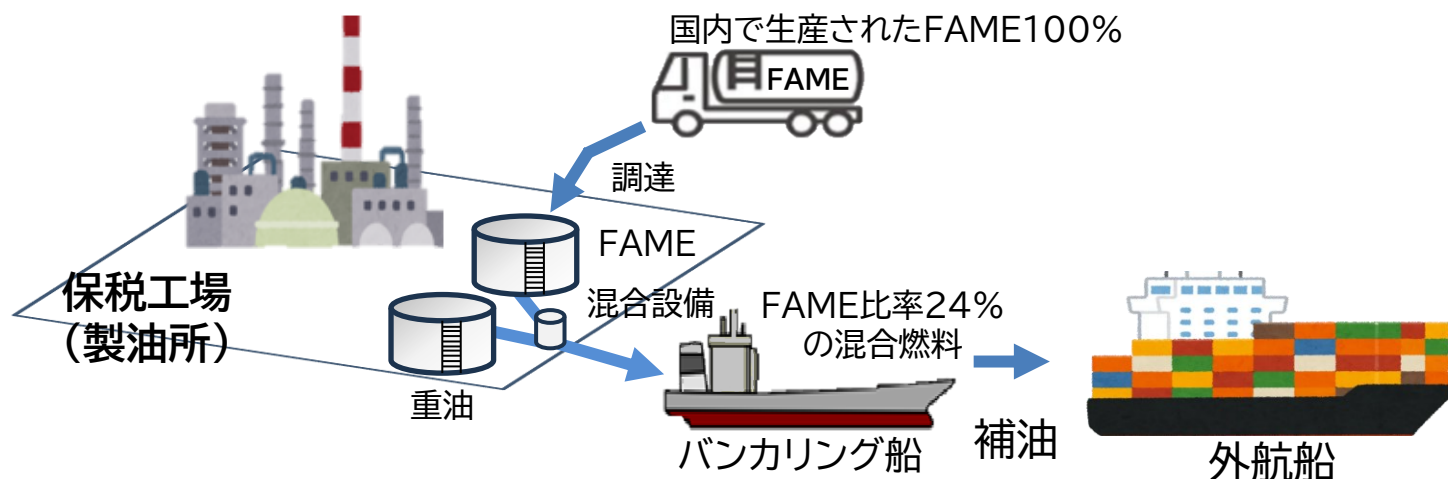 国内で生産されたFAME100%
FAME
調達
FAME
保税工場
（製油所）
混合設備
重油
FAME比率24%
の混合燃料
バンカリング船
補油
外航船